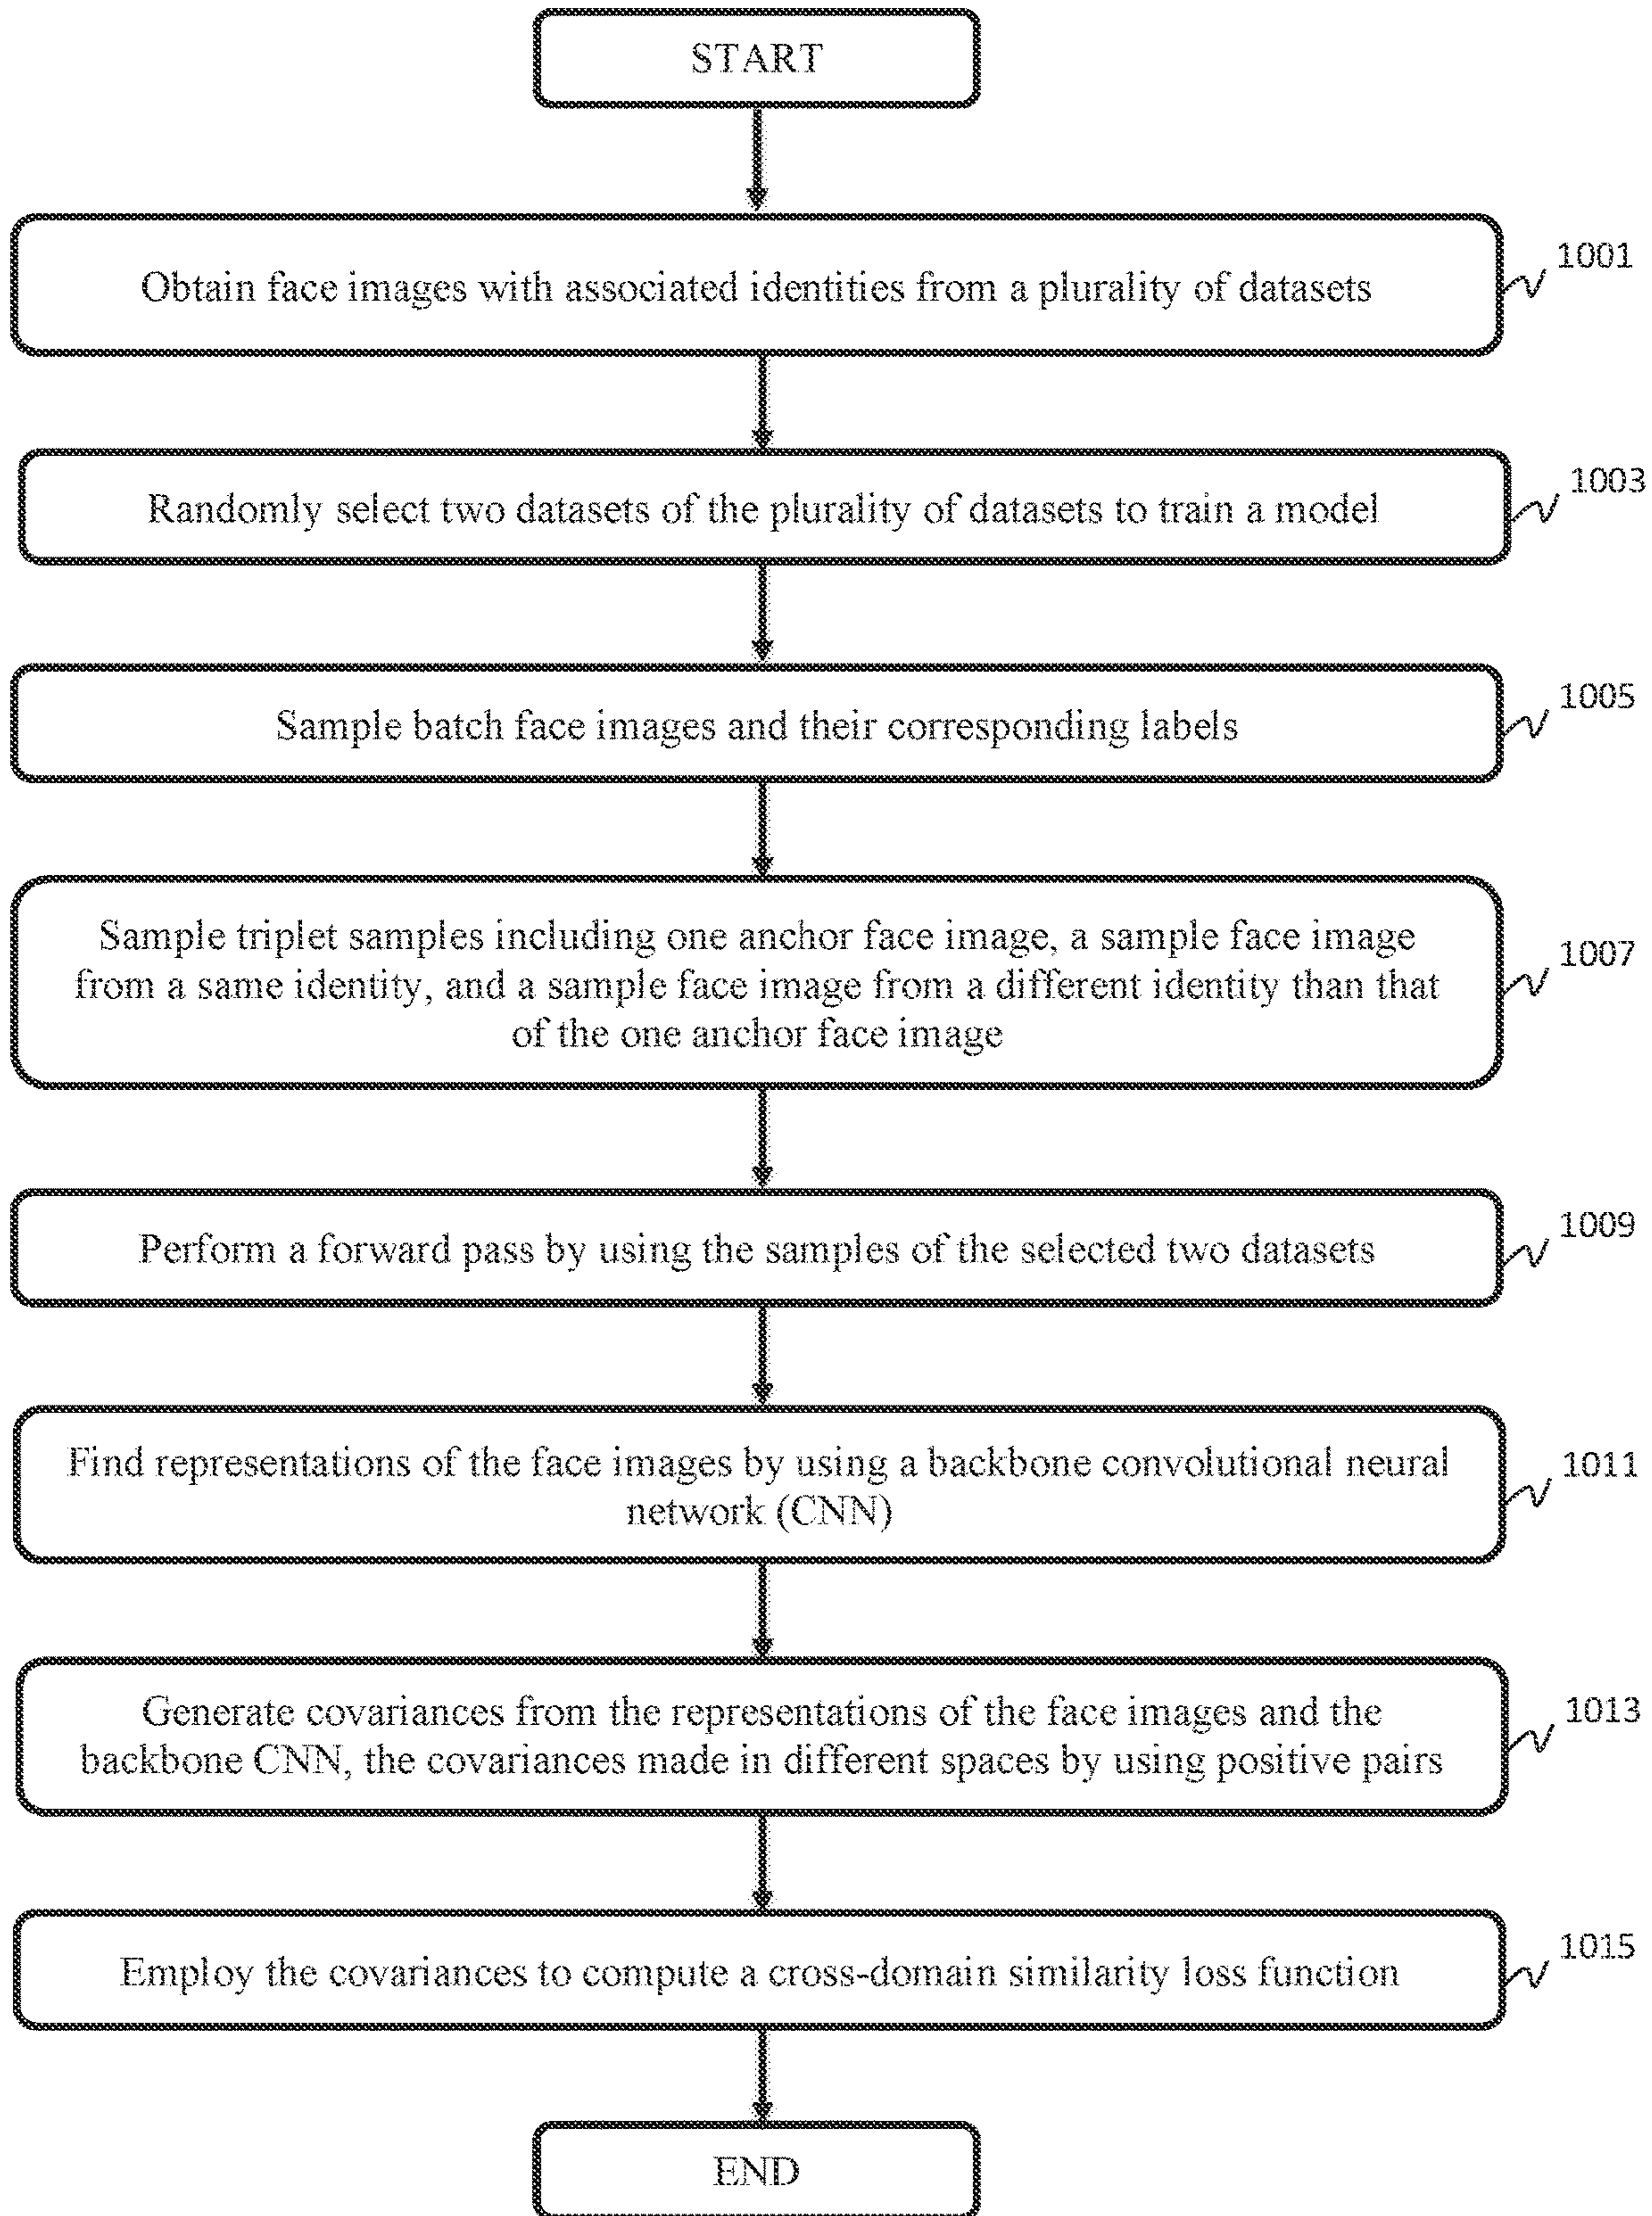 START
Obtain face images with associated identities from a plurality of datasets
1001
Randomly select two datasets of the plurality of datasets to train a model
1003
Sample batch face images and their corresponding labels
1005
Sample triplet samples including one anchor face image, a sample face image
from a same identity, and a sample face image from a different identity than that
of the one anchor face image
1007
Perform a forward pass by using the samples of the selected two datasets
1009
Find representations of the face images by using a backbone convolutional neural
network (CNN)
1011
Generate covariances from the representations of the face images and the
backbone CNN, the covariances made in different spaces by using positive pairs
1013
Employ the covariances to compute a cross-domain similarity loss function
1015
END